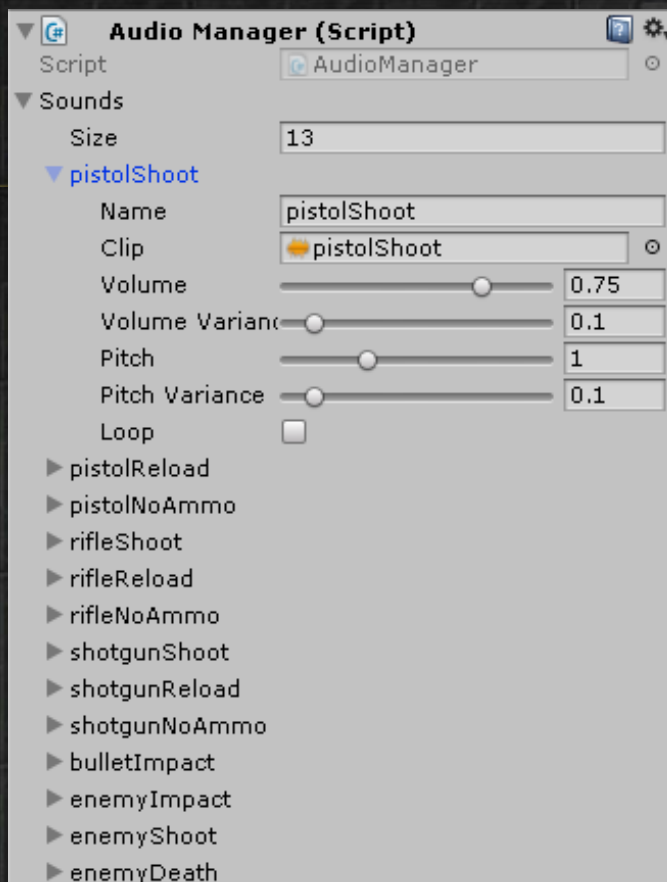 Audio Manager (Script)
Script AudioManager
Sounds
Size 13
pistolShoot
Name pistolShoot
Clip pistolShoot
Volume 0.75
Volume Varianc 0.1
Pitch 1
Pitch Variance 0.1
Loop
pistolReload
pistolNoAmmo
rifleShoot
rifleReload
rifleNoAmmo
shotgunShoot
shotgunReload
shotgunNoAmmo
bulletImpact
enemyImpact
enemyShoot
enemyDeath